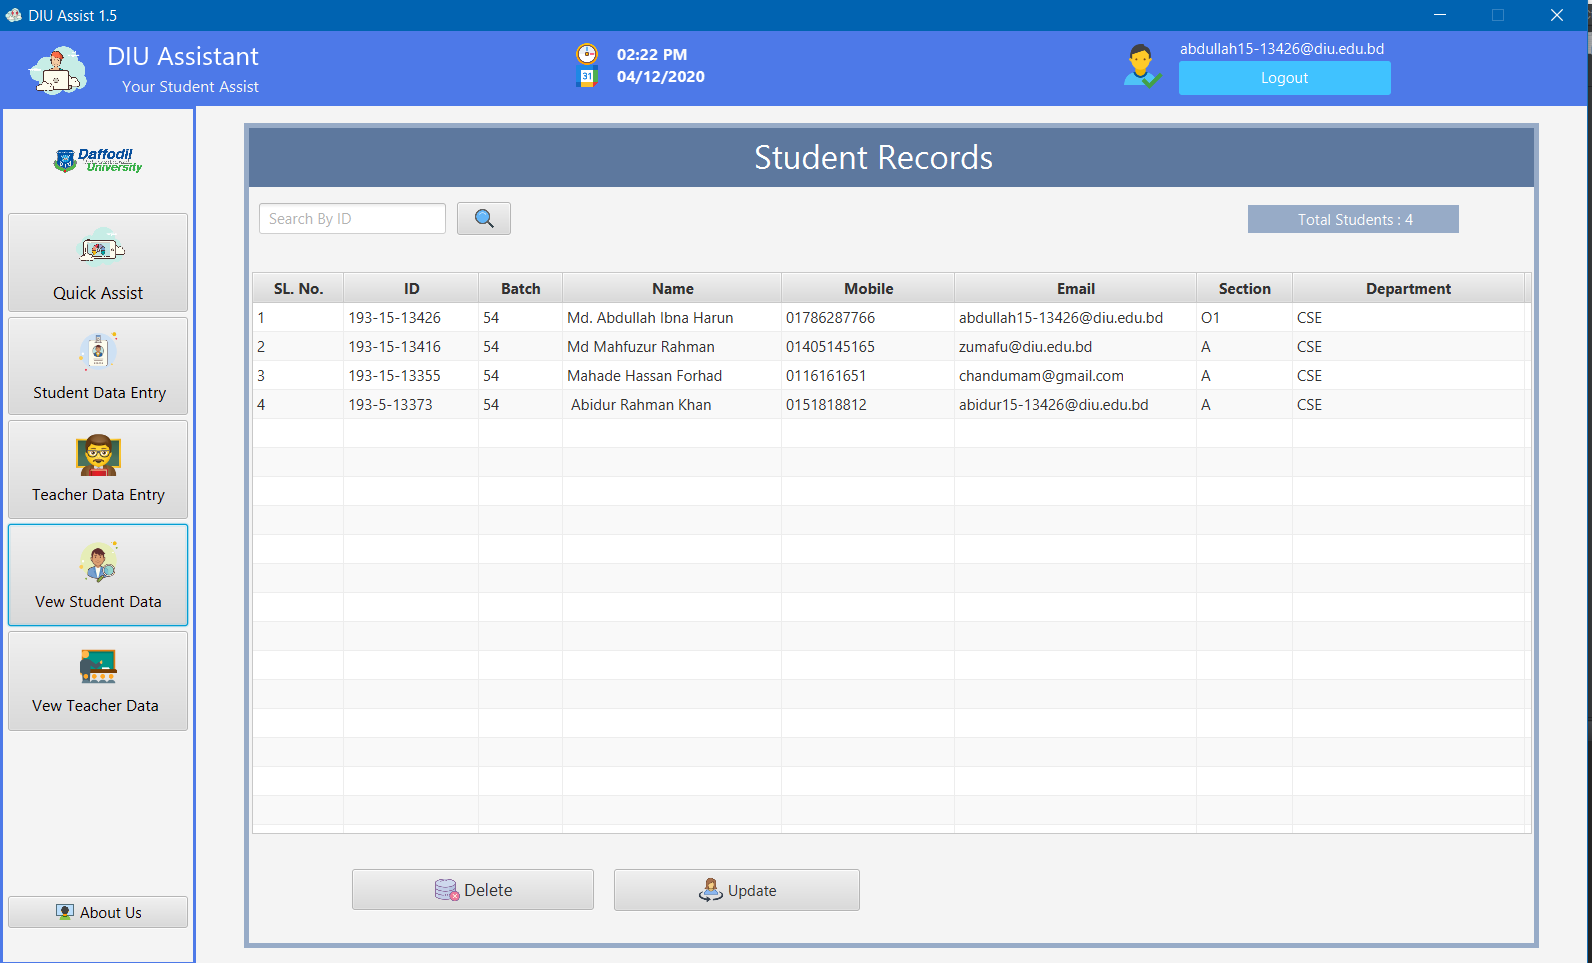 DIU Assist 1.5
DIU Assistant
Your Student Assist
02:22 PM
31
04/12/2020
abdullah15-13426@diu.edu.bd
Logout
Daffodil
University
Quick Assist
Student Data Entry
Teacher Data Entry
Vew Student Data
Vew Teacher Data
About Us
Student Records
Search By ID
Total Students : 4
SL. No. ID Batch Name Mobile Email Section Department
1 193-15-13426 54 Md. Abdullah Ibna Harun 01786287766 abdullah15-13426@diu.edu.bd O1 CSE
2 193-15-13416 54 Md Mahfuzur Rahman 01405145165 zumafu@diu.edu.bd A CSE
3 193-15-13355 54 Mahade Hassan Forhad 0116161651 chandumam@gmail.com A CSE
4 193-5-13373 54 Abidur Rahman Khan 0151818812 abidur15-13426@diu.edu.bd A CSE
Delete
Update